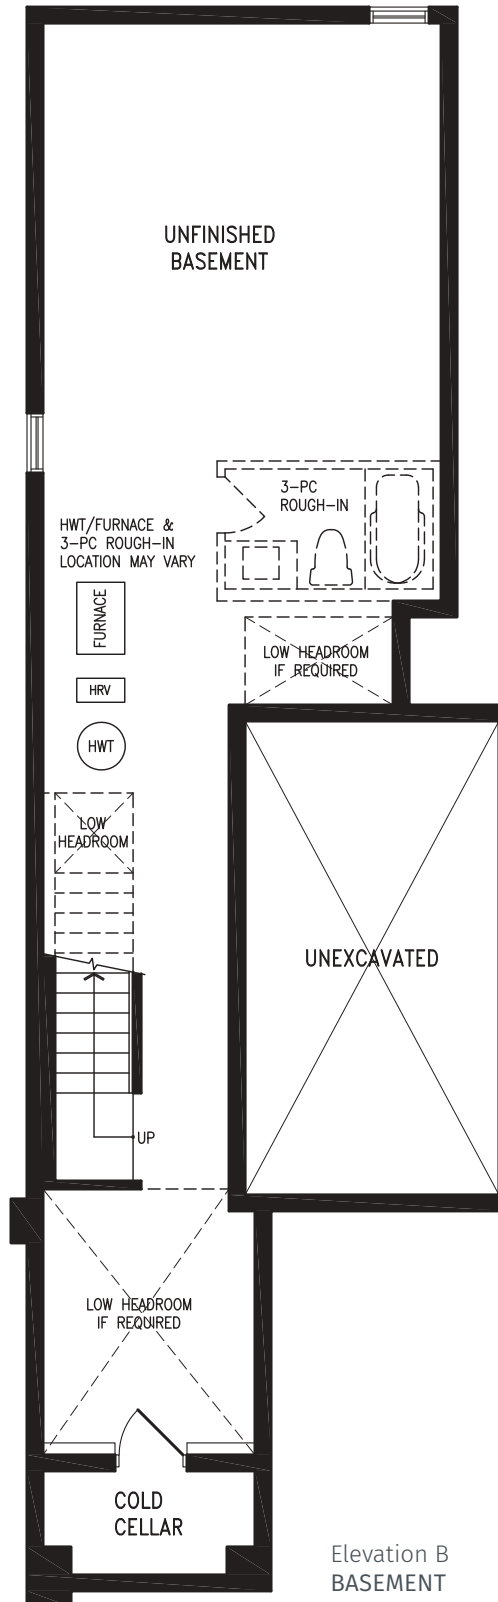 UNFINISHED
BASEMENT
3-PC
ROUGH-IN
HWT/FURNACE &
3-PC ROUGH-IN
LOCATION MAY VARY
FURNACE
LOW HEADROOM
IF REQUIRED
HRV
HWT
LOW
HEADROOM
UNEXCAVATED
UP
LOW HEADROOM
IF REQUIRED
COLD
CELLAR
Elevation B
BASEMENT